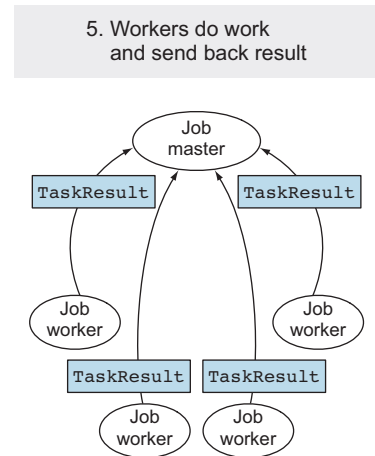 5. Workers do work
and send back result
Job
master
TaskResult
TaskResult
Job
worker
Job
worker
TaskResult
TaskResult
Job
worker
Job
worker